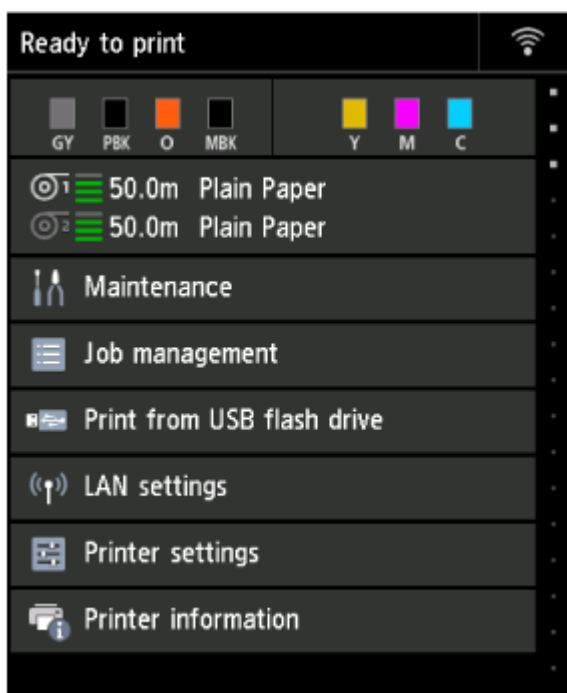 Ready to print
GY PBK O MBK Y M C
1 50.0m Plain Paper
2 50.0m Plain Paper
Maintenance
Job management
Print from USB flash drive
LAN settings
Printer settings
Printer information